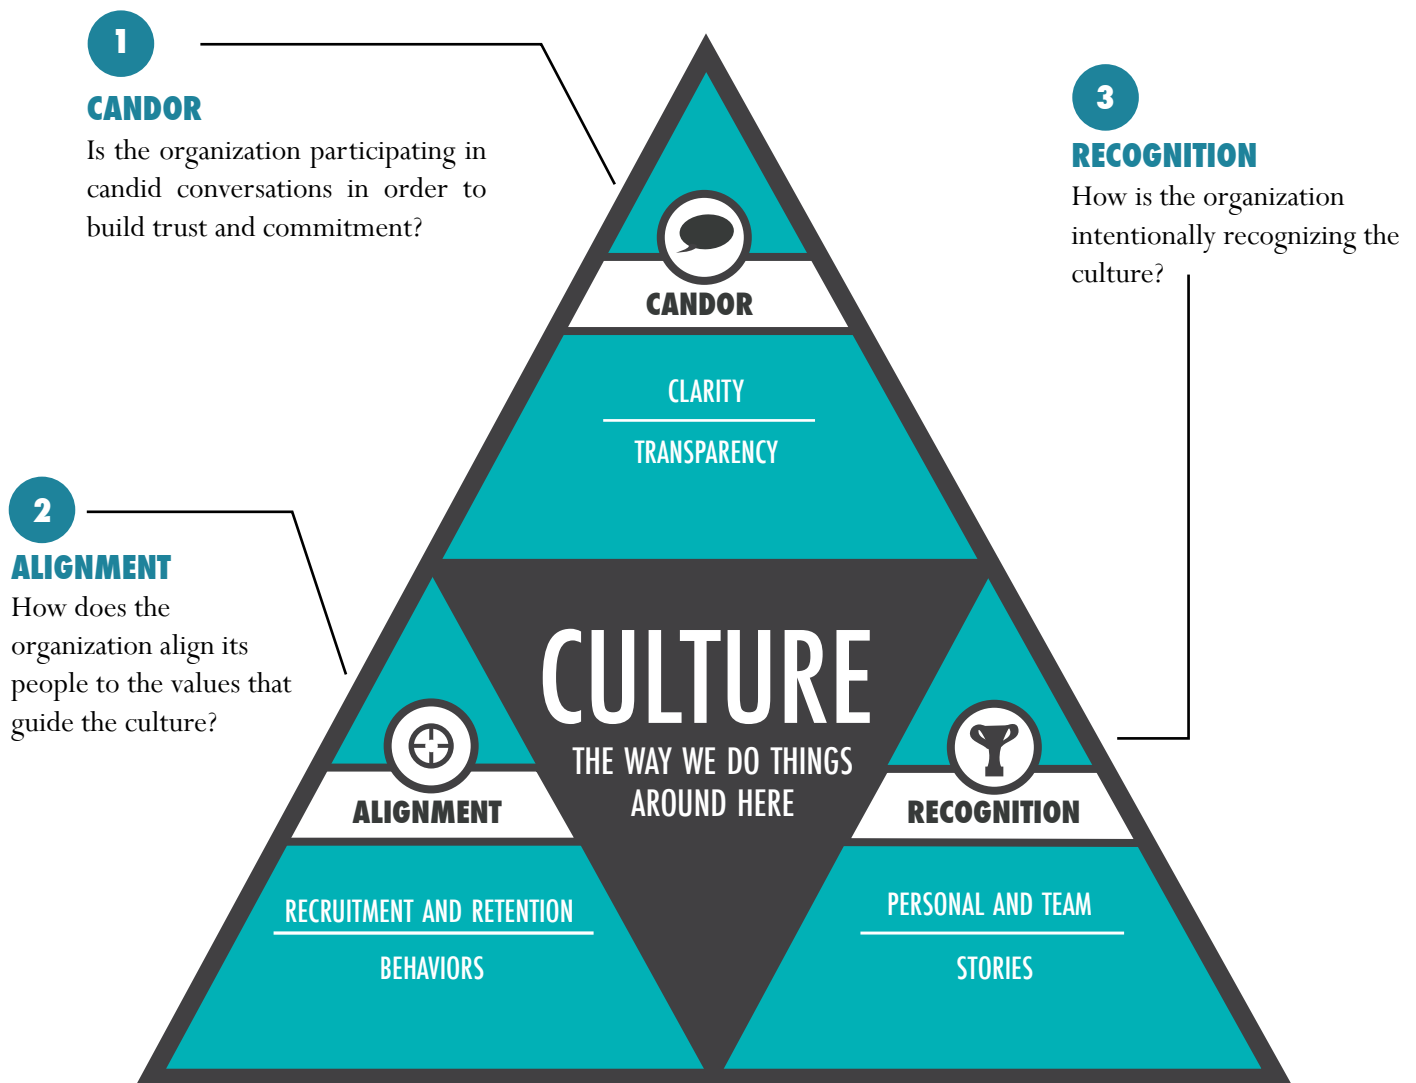 1
CANDOR
Is the organization participating in
candid conversations in order to
build trust and commitment?
3
RECOGNITION
How is the organization
intentionally recognizing the
culture?
CANDOR
CLARITY
TRANSPARENCY
2
ALIGNMENT
How does the
organization align its
people to the values that
guide the culture?
CULTURE
THE WAY WE DO THINGS
AROUND HERE
ALIGNMENT
RECRUITMENT AND RETENTION
BEHAVIORS
RECOGNITION
PERSONAL AND TEAM
STORIES